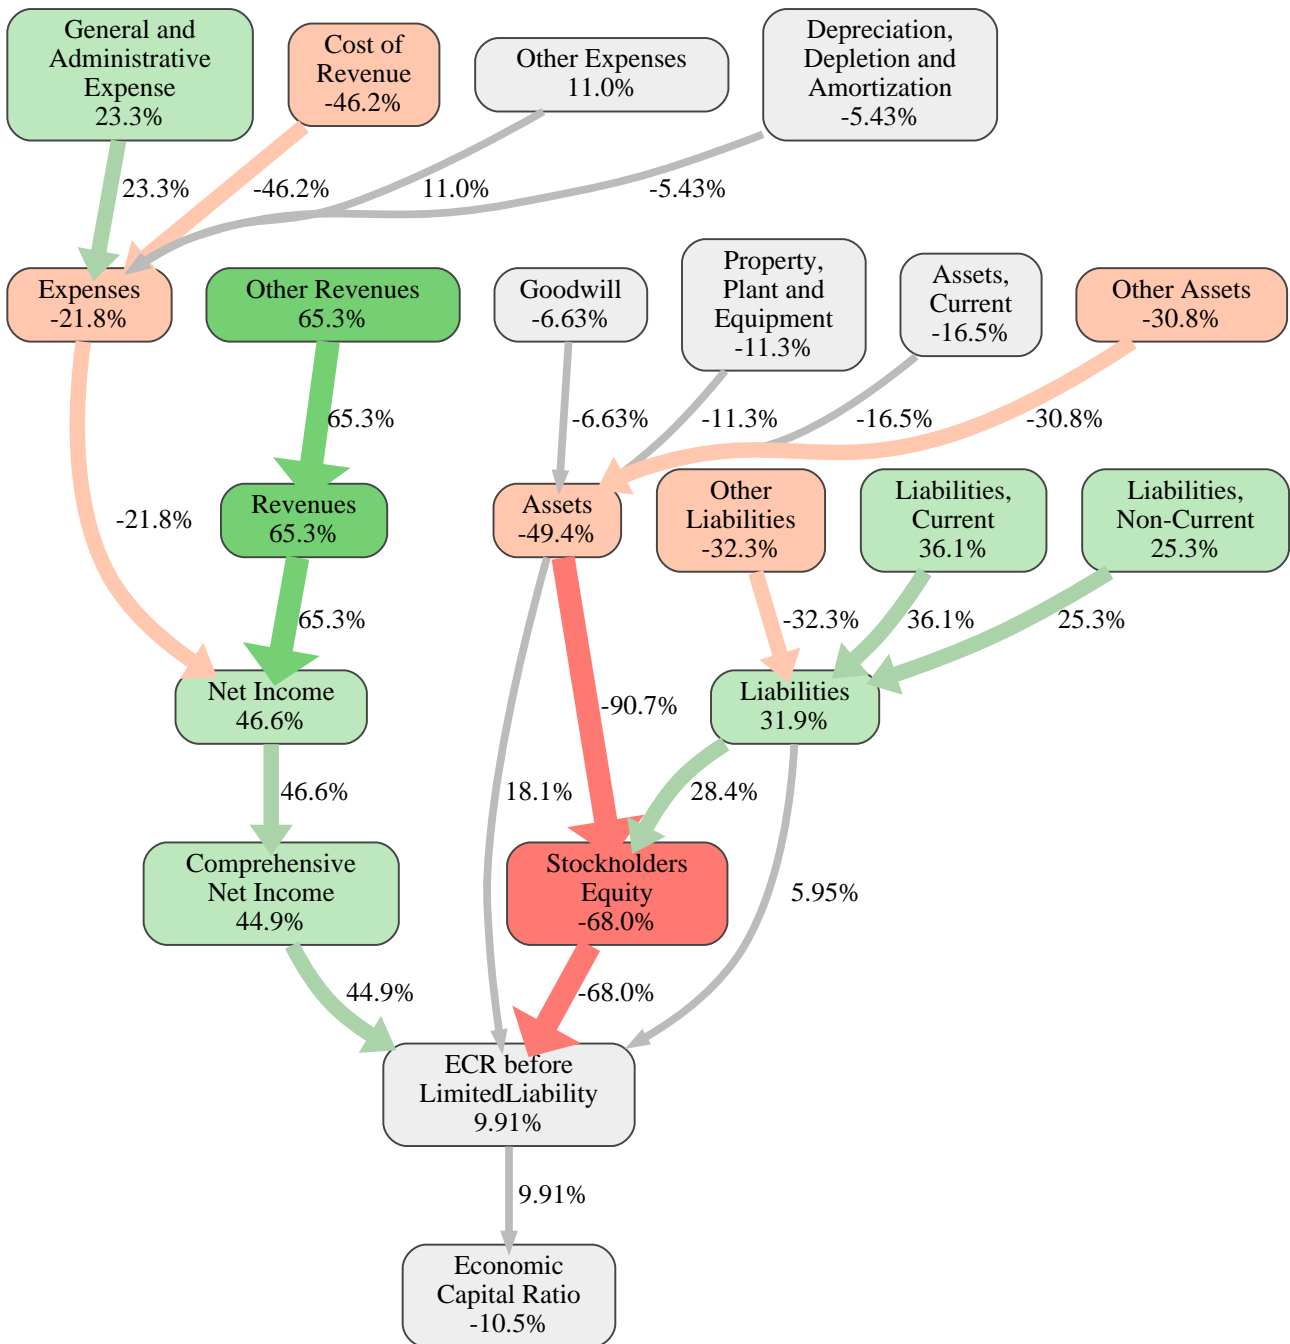 General and
Administrative
Expense
23.3%
Cost of
Revenue
-46.2%
Other Expenses
11.0%
Depreciation,
Depletion and
Amortization
-5.43%
23.3%
-46.2%
11.0%
-5.43%
Expenses
-21.8%
Other Revenues
65.3%
Goodwill
-6.63%
Property,
Plant and
Equipment
-11.3%
Assets,
Current
-16.5%
Other Assets
-30.8%
65.3%
-6.63%
-11.3%
-16.5%
-30.8%
Revenues
65.3%
Assets
-49.4%
Other
Liabilities
-32.3%
Liabilities,
Current
36.1%
Liabilities,
Non-Current
25.3%
-21.8%
65.3%
-32.3%
36.1%
25.3%
Net Income
46.6%
Liabilities
31.9%
-90.7%
46.6%
18.1%
28.4%
Comprehensive
Net Income
44.9%
Stockholders
Equity
-68.0%
5.95%
44.9%
-68.0%
ECR before
LimitedLiability
9.91%
9.91%
Economic
Capital Ratio
-10.5%